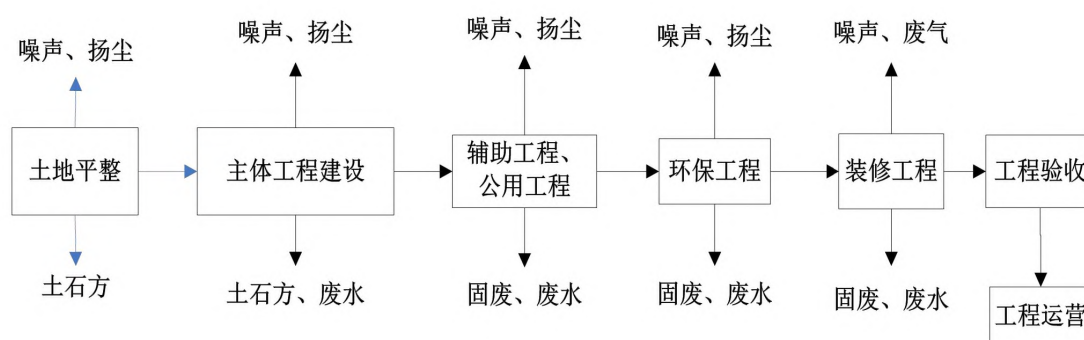 噪声、扬尘
噪声、扬尘
噪声、扬尘
噪声、扬尘
噪声、废气
土地平整
主体工程建设
辅助工程、
公用工程
环保工程
装修工程
工程验收
土石方
土石方、废水
固废、废水
固废、废水
固废、废水
工程运营